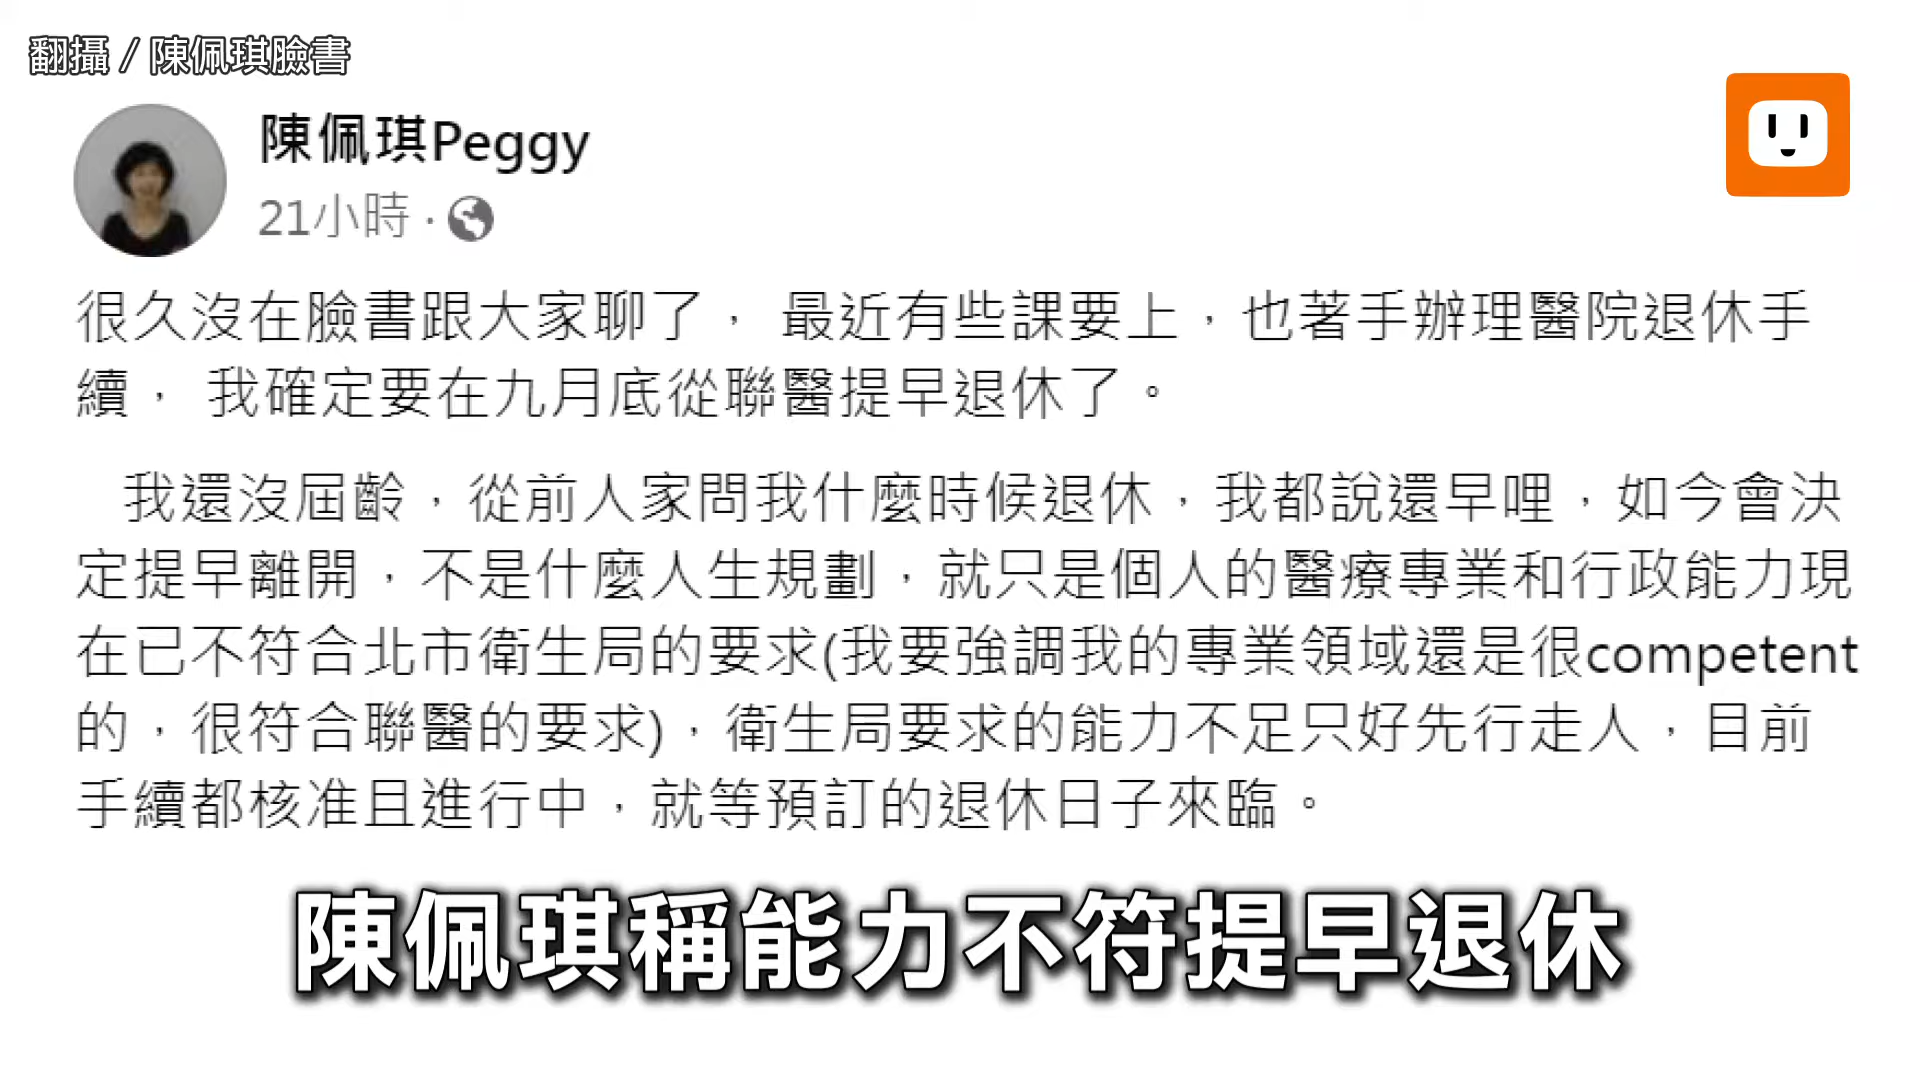 翻攝／陳佩琪臉書
陳佩琪Peggy
21小時·
很久沒在臉書跟大家聊了， 最近有些課要上，也著手辦理醫院退休手
續， 我確定要在九月底從聯醫提早退休了。
我還沒屆齡，從前人家問我什麼時候退休，我都說還早哩，如今會決
定提早離開，不是什麼人生規劃，就只是個人的醫療專業和行政能力現
在已不符合北市衛生局的要求(我要強調我的專業領域還是很competent
的，很符合聯醫的要求)，衛生局要求的能力不足只好先行走人，目前
手續都核准且進行中，就等預訂的退休日子來臨。
陳佩琪稱能力不符提早退休